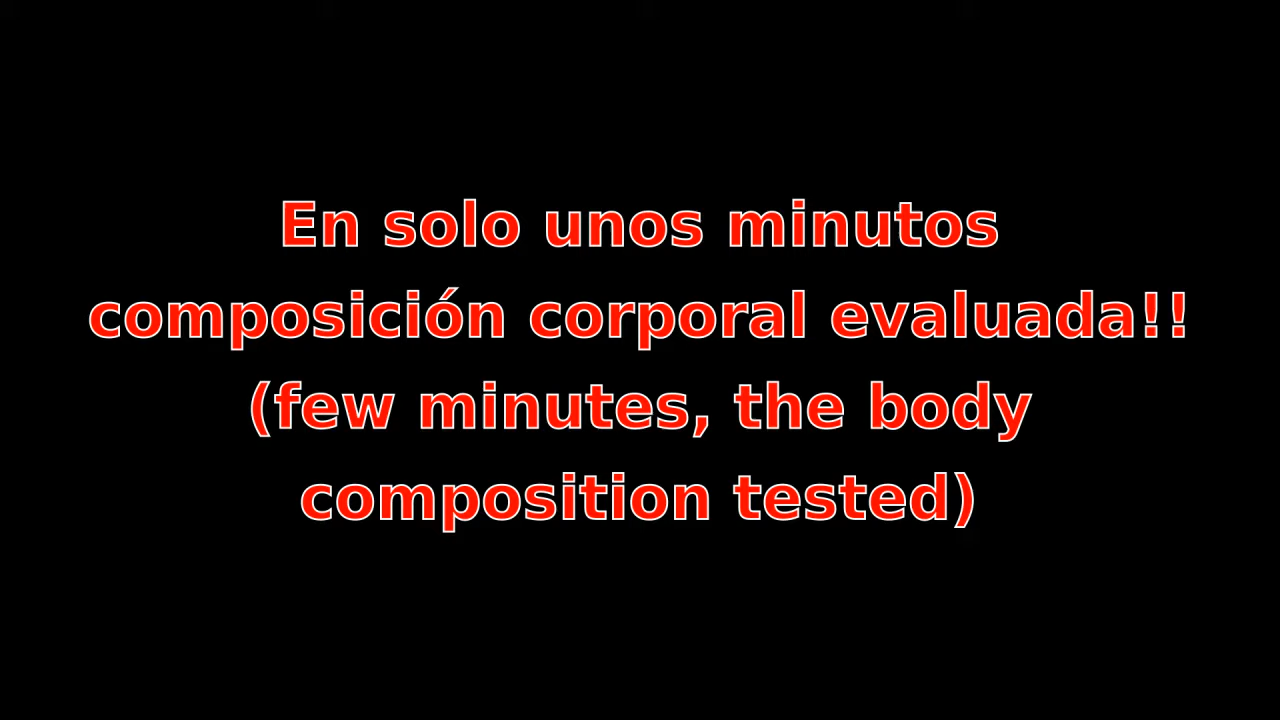 En solo unos minutos
composición corporal evaluada!!
(few minutes, the body
composition tested)